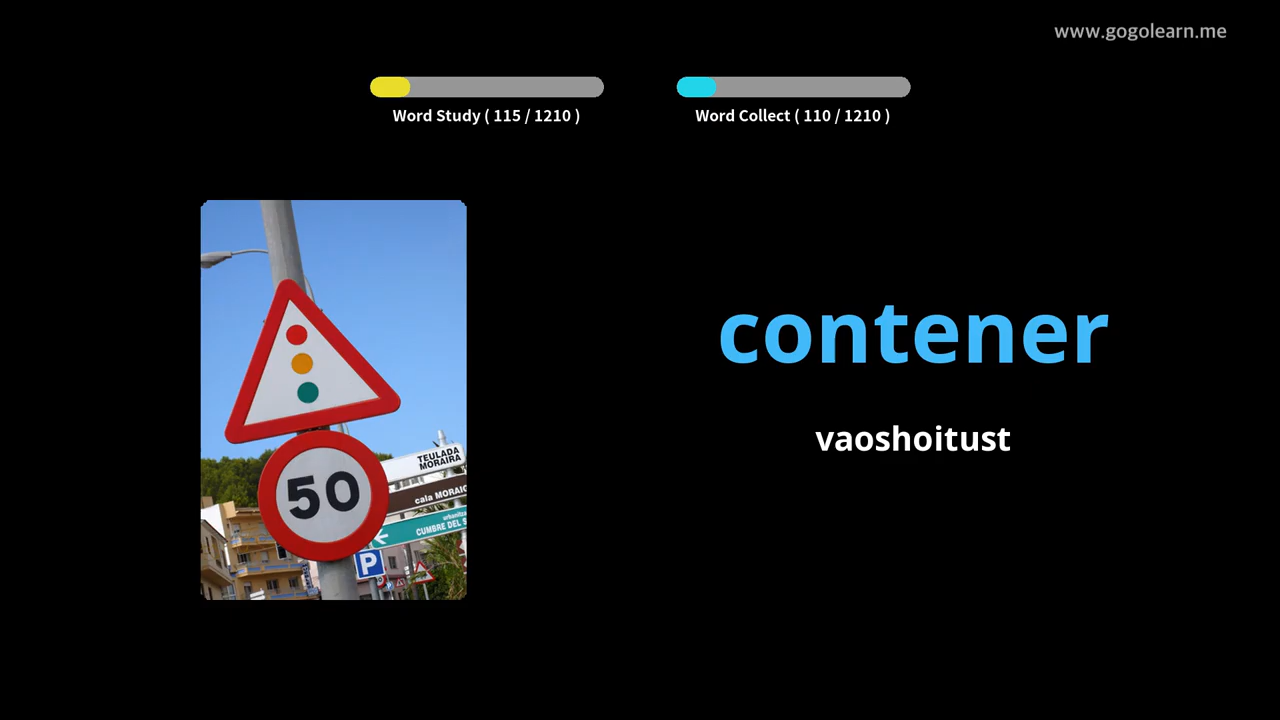 www.gogolearn.me
Word Study ( 115 / 1210 )
Word Collect ( 110 / 1210 )
contener
vaoshoitust
50
TEULADA
MORAIRA
cala
CUMBRE DEL
P